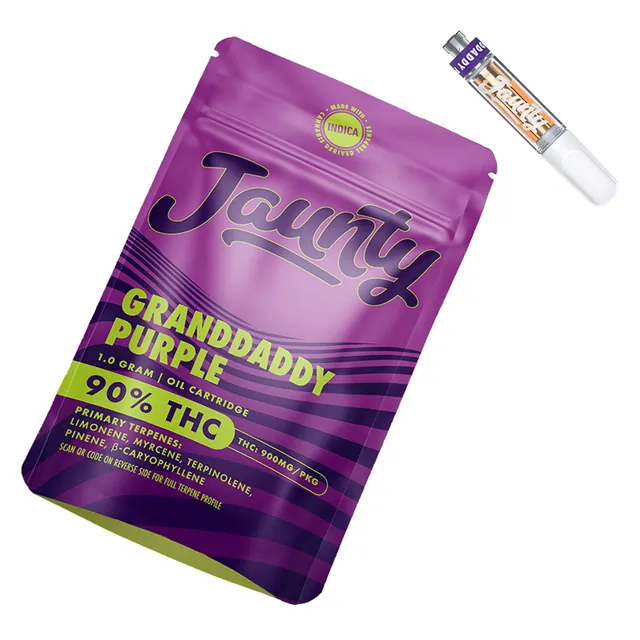 MADE WITH
INDICA
CANNABIS DERIVED TERPENES
Jaunty
GRANDDADDY
PURPLE
1.0 GRAM | OIL CARTRIDGE
90% THC
THC: 900MG/PKG
PRIMARY TERPENES:
LIMONENE, MYRCENE, TERPINOLENE,
PINENE, β-CARYOPHYLLENE
SCAN QR CODE ON REVERSE SIDE FOR FULL TERPENE PROFILE
DADDY
Jaunty